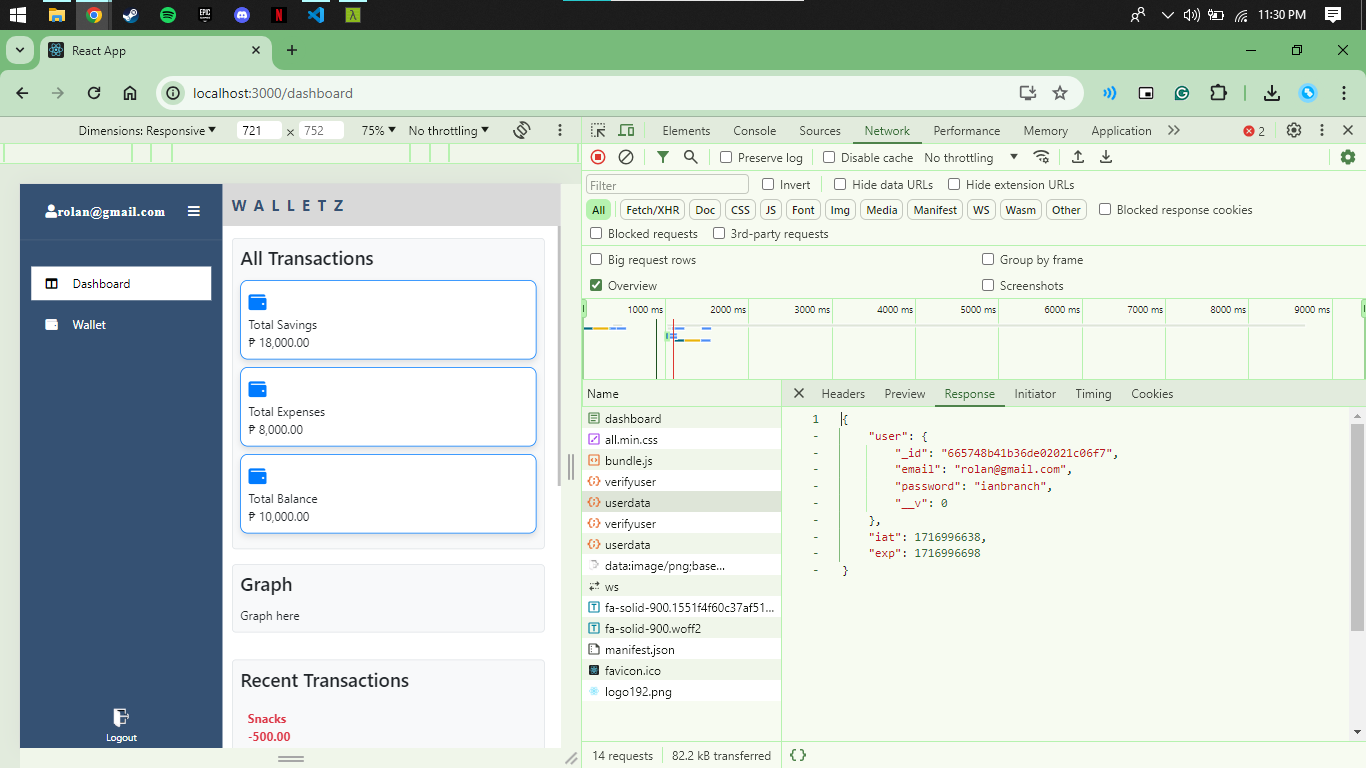 EPIC
GAMES
N
λ
11:30 PM
React App
localhost:3000/dashboard
Dimensions: Responsive
721
×
752
75%
No throttling
Elements
Console
Sources
Network
Performance
Memory
Application
2
Preserve log
Disable cache
No throttling
Filter
Invert
Hide data URLs
Hide extension URLs
All
Fetch/XHR
Doc
CSS
JS
Font
Img
Media
Manifest
WS
Wasm
Other
Blocked response cookies
Blocked requests
3rd-party requests
Big request rows
Group by frame
Overview
Screenshots
1000 ms
2000 ms
3000 ms
4000 ms
5000 ms
6000 ms
7000 ms
8000 ms
9000 ms
rolan@gmail.com
Dashboard
Wallet
Logout
WALLETZ
All Transactions
Total Savings
₱ 18,000.00
Total Expenses
₱ 8,000.00
Total Balance
₱ 10,000.00
Graph
Graph here
Recent Transactions
Snacks
-500.00
Name
dashboard
all.min.css
bundle.js
verifyuser
userdata
verifyuser
userdata
data:image/png;base...
ws
fa-solid-900.1551f4f60c37af51...
fa-solid-900.woff2
manifest.json
favicon.ico
logo192.png
14 requests
82.2 kB transferred
Headers
Preview
Response
Initiator
Timing
Cookies
1 {
- "user": {
- "_id": "665748b41b36de02021c06f7",
- "email": "rolan@gmail.com",
- "password": "ianbranch",
- "__v": 0
- },
- "iat": 1716996638,
- "exp": 1716996698
- }
{}